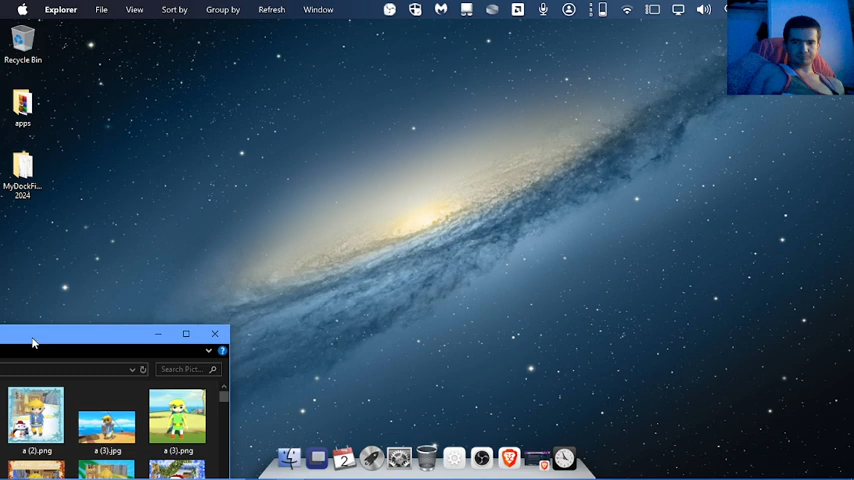 Explorer File View Sort by Group by Refresh Window
Recycle Bin
apps
MyDockFi...
2024
Search Pict...
a (2).png a (3).jpg a (3).png
2